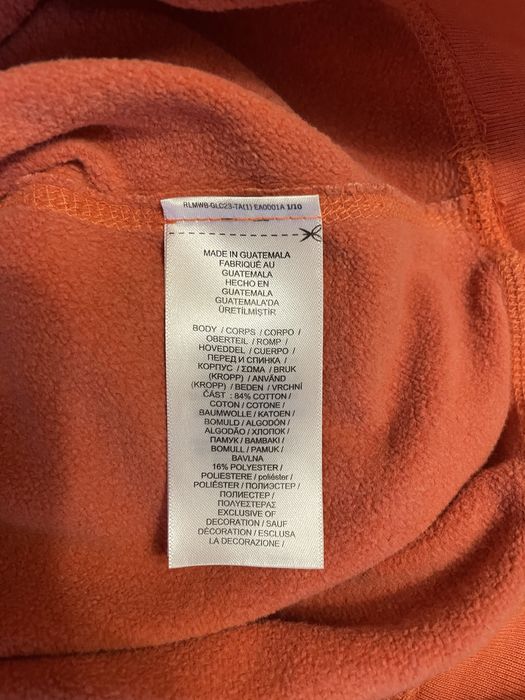 RLMWB-GLC23-TA(1) EA0001A 1/10
MADE IN GUATEMALA
FABRIQUÉ AU
GUATEMALA
HECHO EN
GUATEMALA
GUATEMALA'DA
ÜRETİLMİŞTİR
BODY / CORPS / CORPO /
OBERTEIL / ROMP /
HOVEDDEL / CUERPO /
ПЕРЕД И СПИНКА /
КОРПУС / ΣΩΜΑ / BRUK
(KROPP) / ANVÄND
(KROPP) / BEDEN / VRCHNÍ
ČÁST : 84% COTTON /
COTON / COTONE /
BAUMWOLLE / KATOEN /
BOMULD / ALGODÓN /
ALGODÃO / ХЛОПОК /
ПАМУК / ΒΑΜΒΑΚΙ /
BOMULL / PAMUK /
BAVLNA
16% POLYESTER /
POLIESTERE / poliéster /
POLIÉSTER / ПОЛИЭСТЕР /
ПОЛИЕСТЕР /
ΠΟΛΥΕΣΤΕΡΑΣ
EXCLUSIVE OF
DECORATION / SAUF
DÉCORATION / ESCLUSA
LA DECORAZIONE /